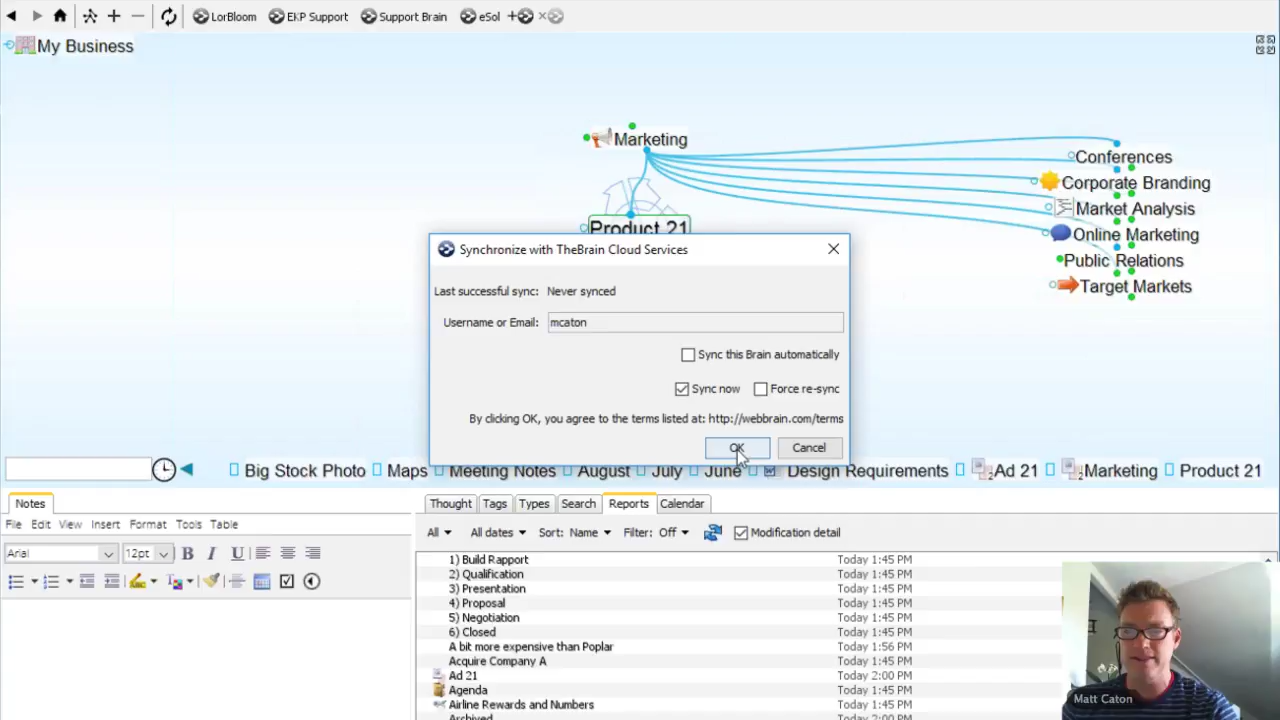 LorBloom EKP Support Support Brain eSol
My Business
Marketing
Conferences
Corporate Branding
Market Analysis
Online Marketing
Public Relations
Target Markets
Product 21
Synchronize with TheBrain Cloud Services
Last successful sync: Never synced
Username or Email: mcaton
Sync this Brain automatically
Sync now Force re-sync
By clicking OK, you agree to the terms listed at: http://webbrain.com/terms
OK Cancel
Big Stock Photo Maps Meeting Notes August July June Design Requirements Ad 21 Marketing Product 21
Notes
File Edit View Insert Format Tools Table
Arial 12pt B I U
Thought Tags Types Search Reports Calendar
All All dates Sort: Name Filter: Off Modification detail
1) Build Rapport Today 1:45 PM
2) Qualification Today 1:45 PM
3) Presentation Today 1:45 PM
4) Proposal Today 1:45 PM
5) Negotiation Today 1:45 PM
6) Closed Today 1:45 PM
A bit more expensive than Poplar Today 1:56 PM
Acquire Company A Today 1:45 PM
Ad 21 Today 2:00 PM
Agenda Today 1:45 PM
Airline Rewards and Numbers Today 1:45 PM
Archived Today 2:00 PM
Matt Caton